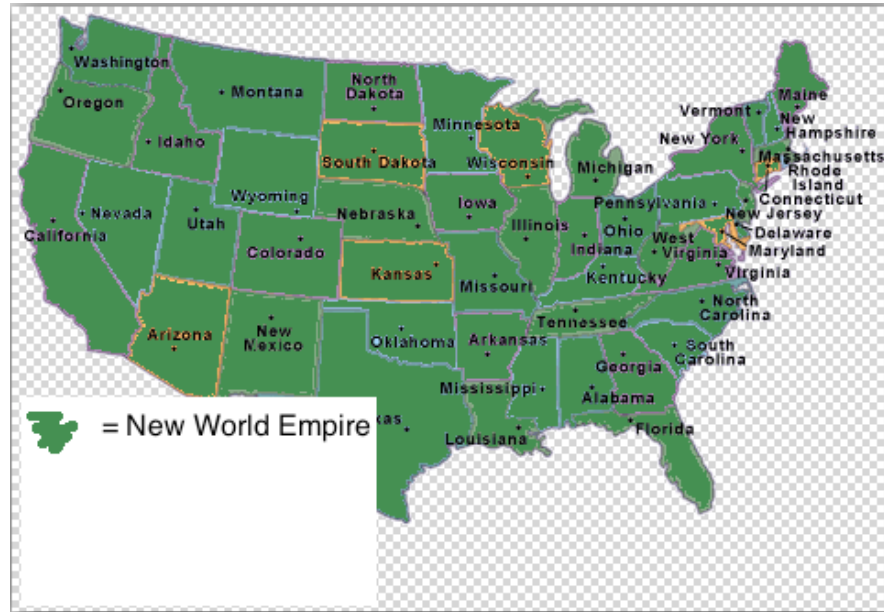 Washington
Oregon
Montana
North
Dakota
Idaho
Minnesota
South Dakota
Wisconsin
Wyoming
Michigan
Maine
Vermont
New
Hampshire
New York
Massachusetts
Rhode
Island
Connecticut
Nevada
Utah
California
Nebraska
Iowa
Illinois
Indiana
Ohio
Pennsylvania
New Jersey
Delaware
Maryland
West
Virginia
Virginia
Colorado
Kansas
Missouri
Kentucky
North
Carolina
Tennessee
South
Carolina
Arizona
New
Mexico
Oklahoma
Arkansas
Mississippi
Alabama
Georgia
xas
Louisiana
Florida
= New World Empire